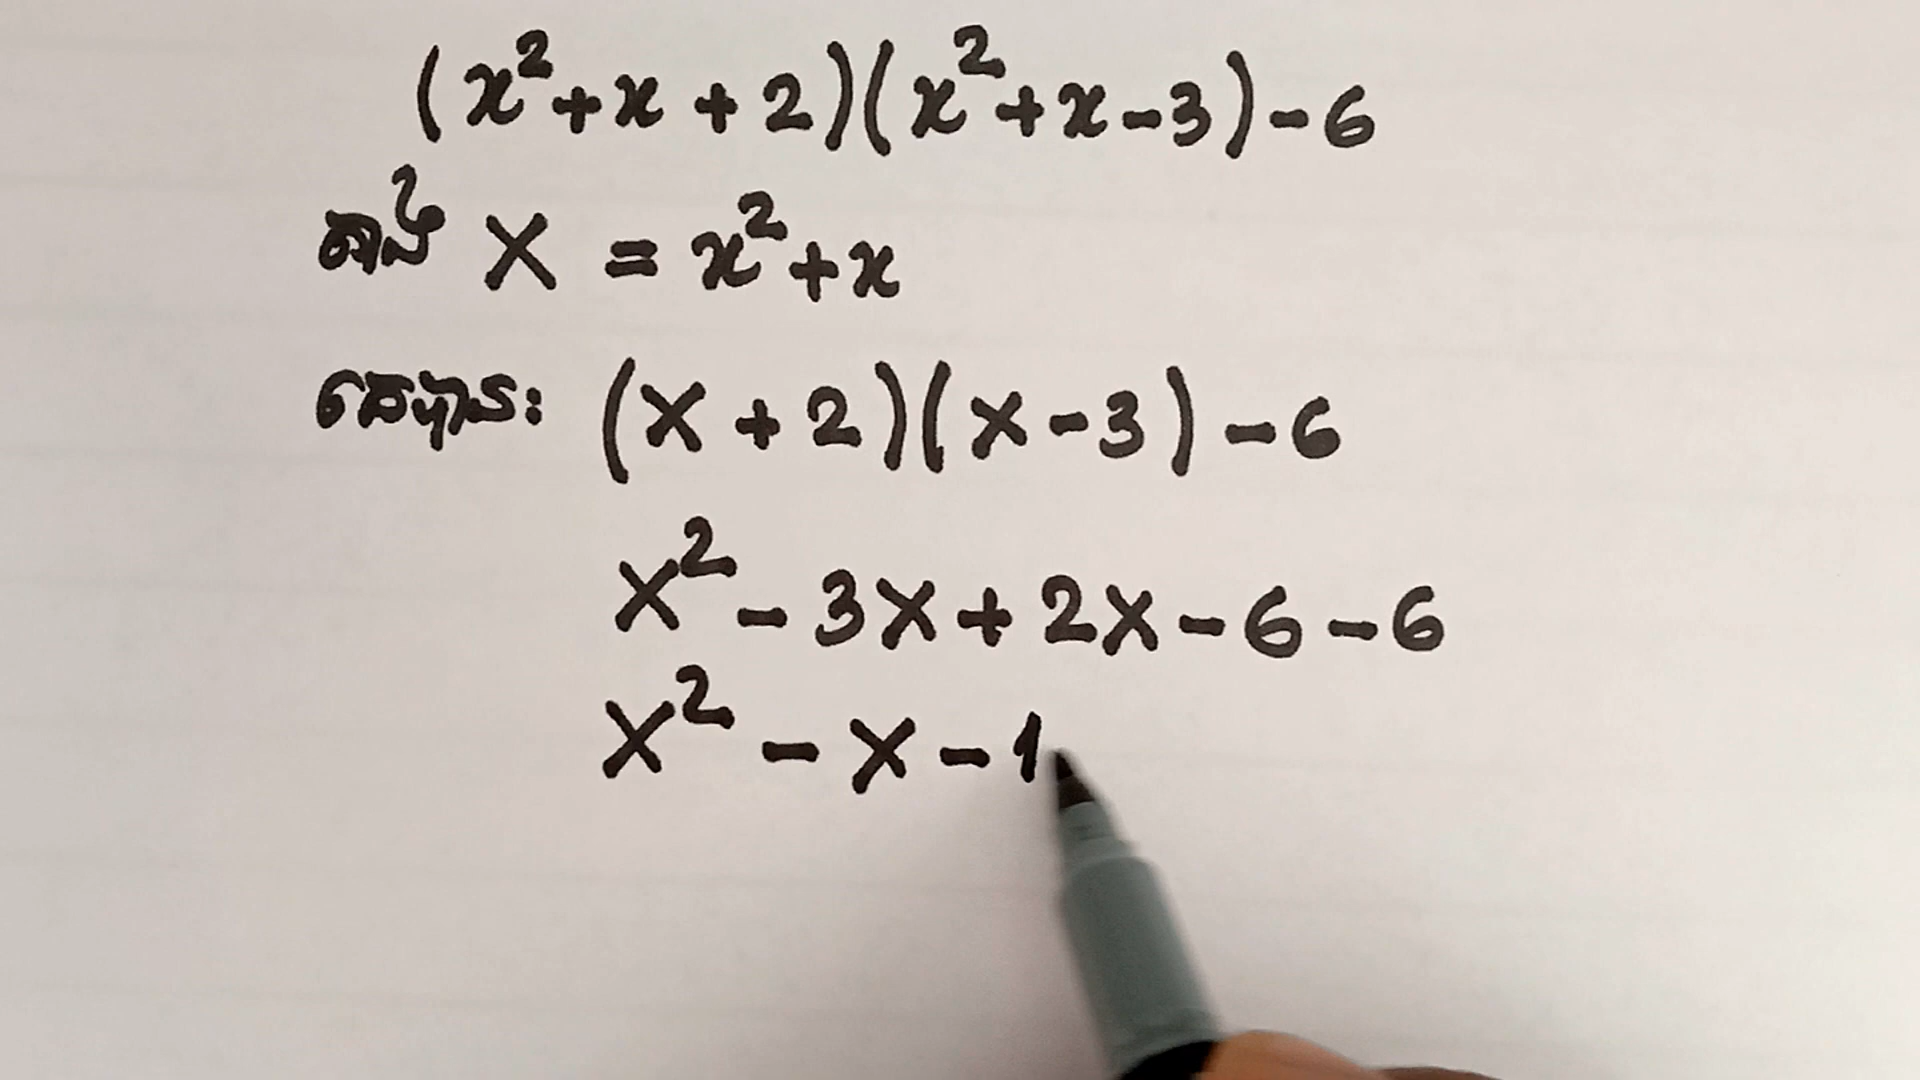 (x²+x+2)(x²+x-3)-6
តាង X = x²+x
គេបាន: (X+2)(X-3)-6
X²-3X+2X-6-6
X²-X-1